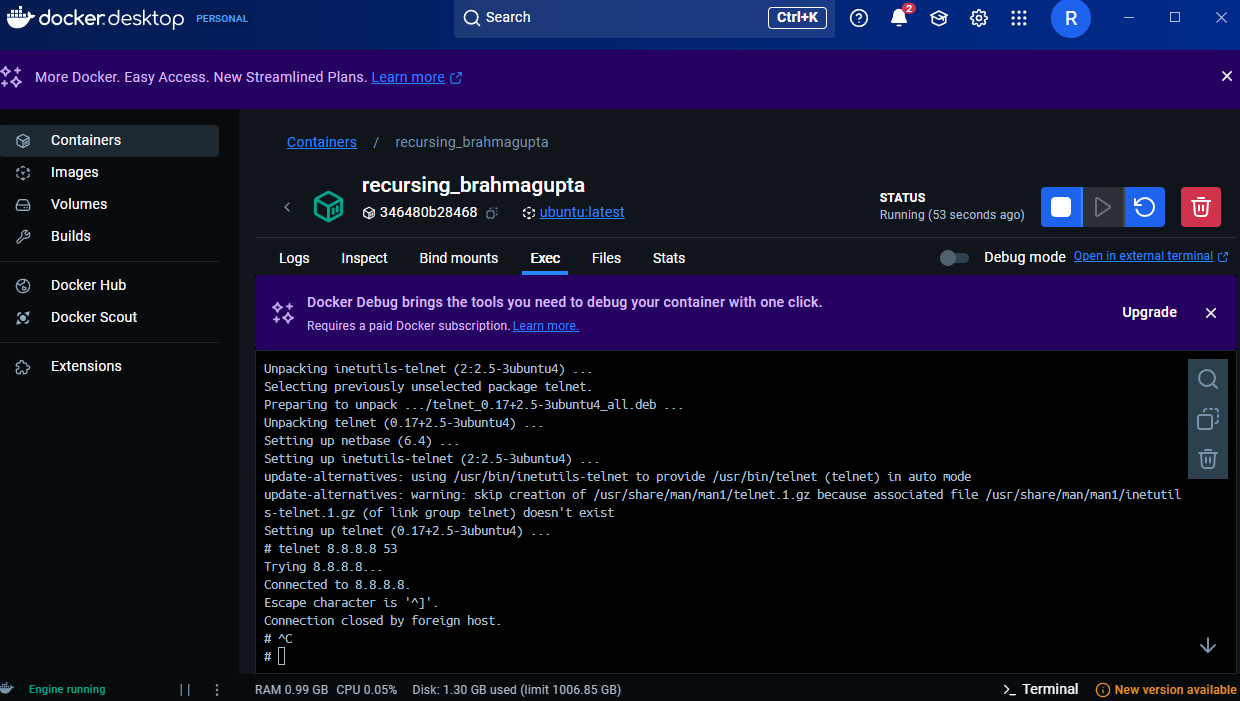 docker.desktop PERSONAL
Search Ctrl+K
2
R
More Docker. Easy Access. New Streamlined Plans. Learn more
Containers
Images
Volumes
Builds
Docker Hub
Docker Scout
Extensions
Containers / recursing_brahmagupta
recursing_brahmagupta
346480b28468 ubuntu:latest
STATUS
Running (53 seconds ago)
Logs Inspect Bind mounts Exec Files Stats
Debug mode Open in external terminal
Docker Debug brings the tools you need to debug your container with one click.
Requires a paid Docker subscription. Learn more.
Upgrade
Unpacking inetutils-telnet (2:2.5-3ubuntu4) ...
Selecting previously unselected package telnet.
Preparing to unpack .../telnet_0.17+2.5-3ubuntu4_all.deb ...
Unpacking telnet (0.17+2.5-3ubuntu4) ...
Setting up netbase (6.4) ...
Setting up inetutils-telnet (2:2.5-3ubuntu4) ...
update-alternatives: using /usr/bin/inetutils-telnet to provide /usr/bin/telnet (telnet) in auto mode
update-alternatives: warning: skip creation of /usr/share/man/man1/telnet.1.gz because associated file /usr/share/man/man1/inetutil
s-telnet.1.gz (of link group telnet) doesn't exist
Setting up telnet (0.17+2.5-3ubuntu4) ...
# telnet 8.8.8.8 53
Trying 8.8.8.8...
Connected to 8.8.8.8.
Escape character is '^]'.
Connection closed by foreign host.
# ^C
#
Engine running
RAM 0.99 GB CPU 0.05% Disk: 1.30 GB used (limit 1006.85 GB)
>_ Terminal
New version available